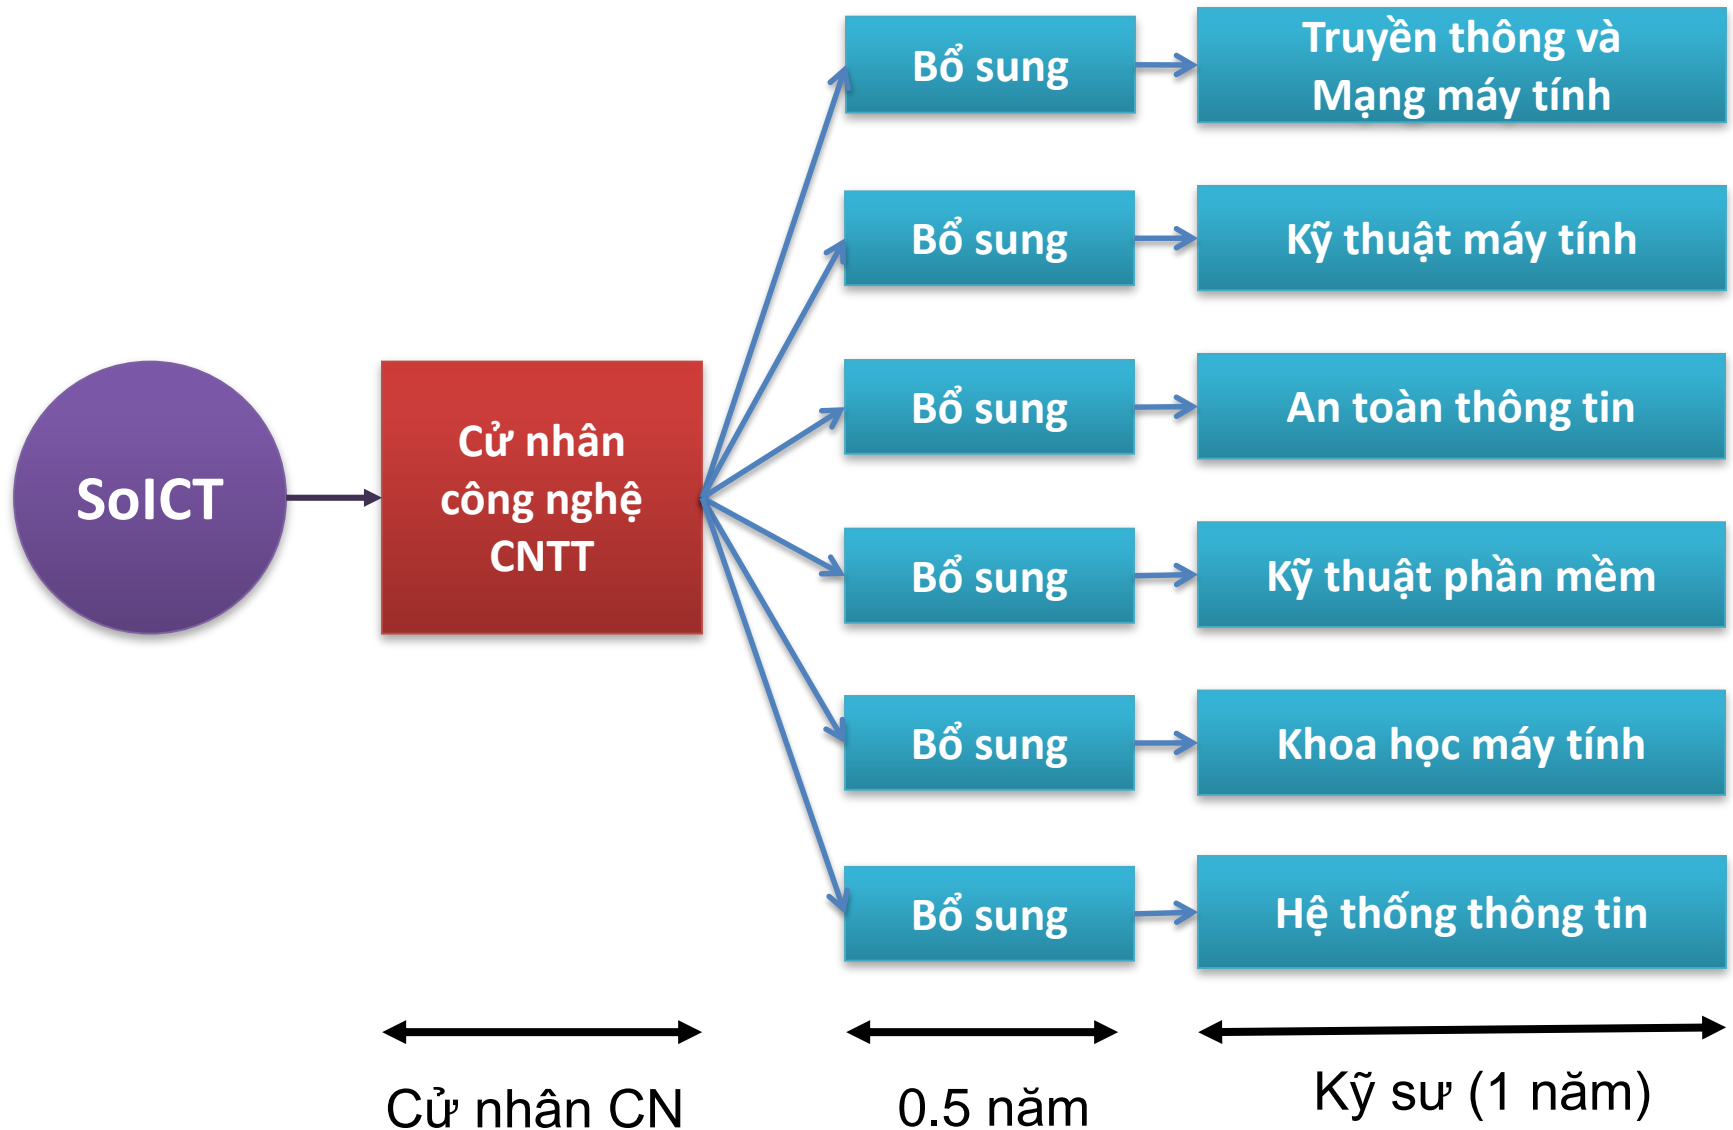 SoICT
Cử nhân
công nghệ
CNTT
Bổ sung
Truyền thông và
Mạng máy tính
Bổ sung
Kỹ thuật máy tính
Bổ sung
An toàn thông tin
Bổ sung
Kỹ thuật phần mềm
Bổ sung
Khoa học máy tính
Bổ sung
Hệ thống thông tin
Cử nhân CN
0.5 năm
Kỹ sư (1 năm)